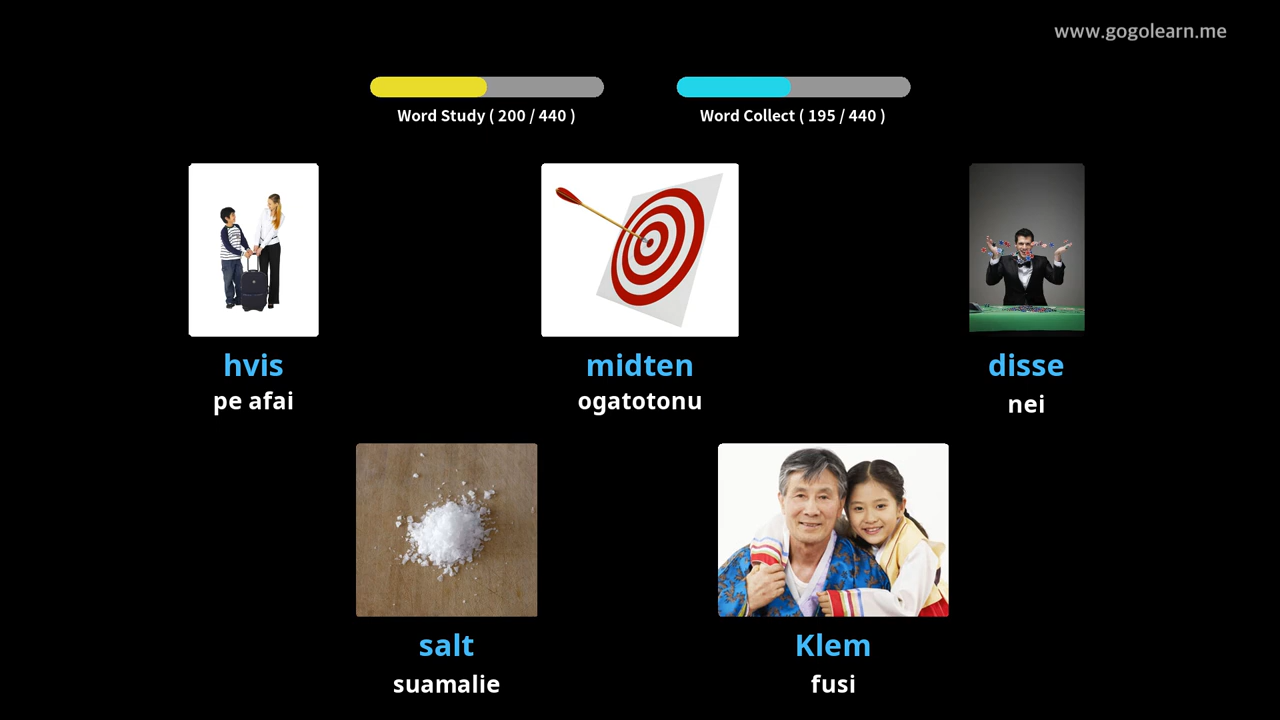 www.gogolearn.me
Word Study ( 200 / 440 )
Word Collect ( 195 / 440 )
hvis
pe afai
midten
ogatotonu
disse
nei
salt
suamalie
Klem
fusi